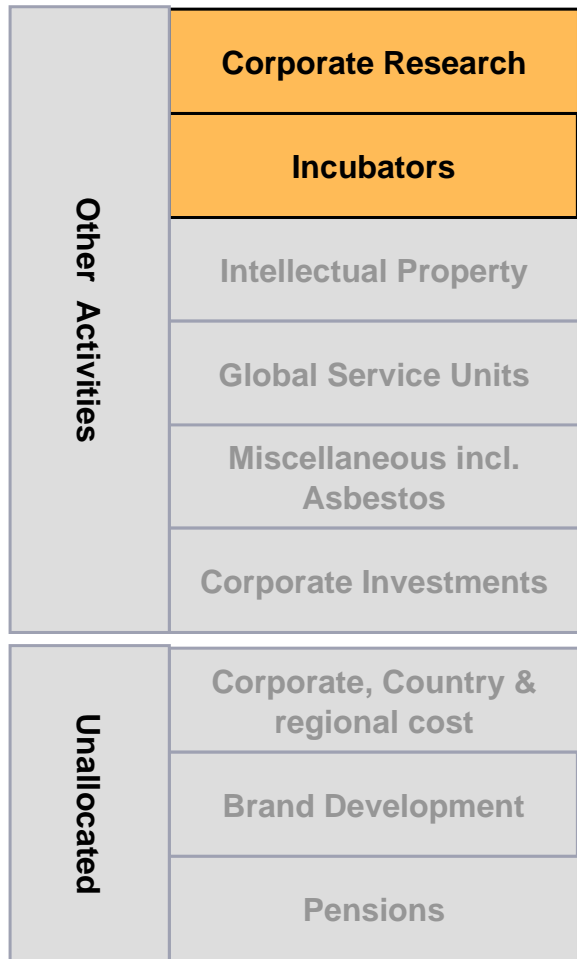 Other Activities
Corporate Research
Incubators
Intellectual Property
Global Service Units
Miscellaneous incl.
Asbestos
Corporate Investments
Unallocated
Corporate, Country &
regional cost
Brand Development
Pensions